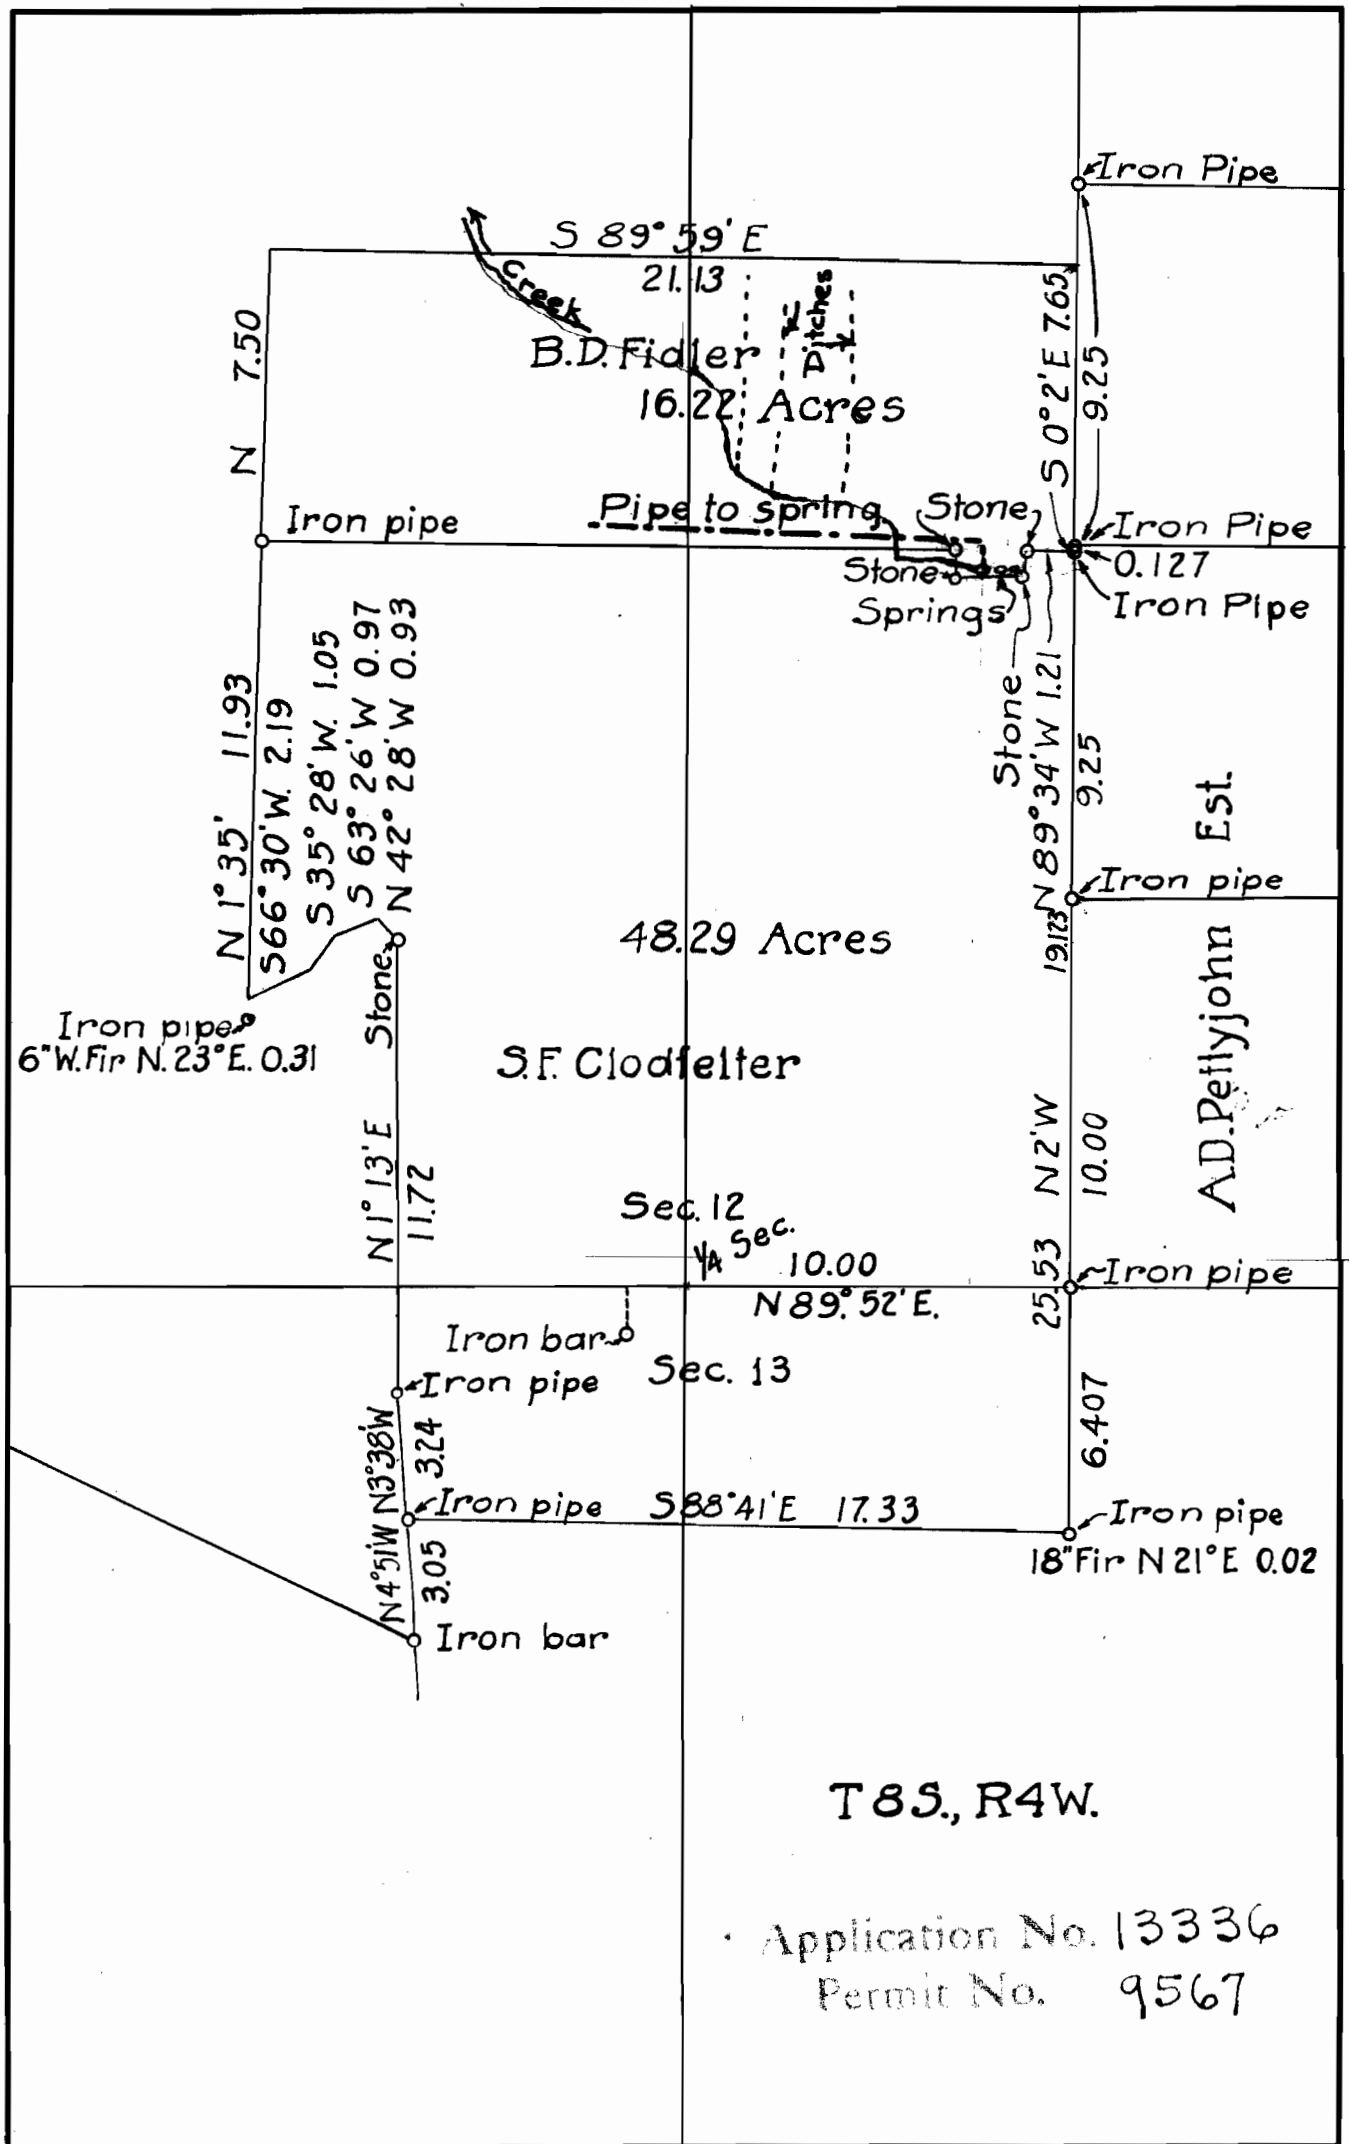 Iron Pipe
S 89° 59' E
21.13
Creek
Ditches
B.D. Fidler
16.22 Acres
N 7.50
S 0° 2' E 7.65
9.25
Iron pipe
Pipe to spring
Stone
Iron Pipe
0.127
Iron Pipe
Stone
Springs
Stone
N 89° 34' W 1.21
9.25
N 1° 35' 11.93
S 66° 30' W. 2.19
S 35° 28' W. 1.05
S 63° 26' W 0.97
N 42° 28' W 0.93
Iron pipe
19.123
48.29 Acres
Stone
Iron pipe
6" W. Fir N. 23° E. 0.31
S.F. Clodfelter
A.D. Pettyjohn Est.
N 1° 13' E
11.72
N 2' W
10.00
25.53
Sec. 12
1/4 Sec.
10.00
N 89° 52' E.
Iron pipe
Iron bar
Sec. 13
Iron pipe
N 3° 38' W
3.24
6.407
Iron pipe
S 88° 41' E 17.33
Iron pipe
18" Fir N 21° E 0.02
N 4° 51' W
3.05
Iron bar
T 8 S., R 4 W.
Application No. 13336
Permit No. 9567